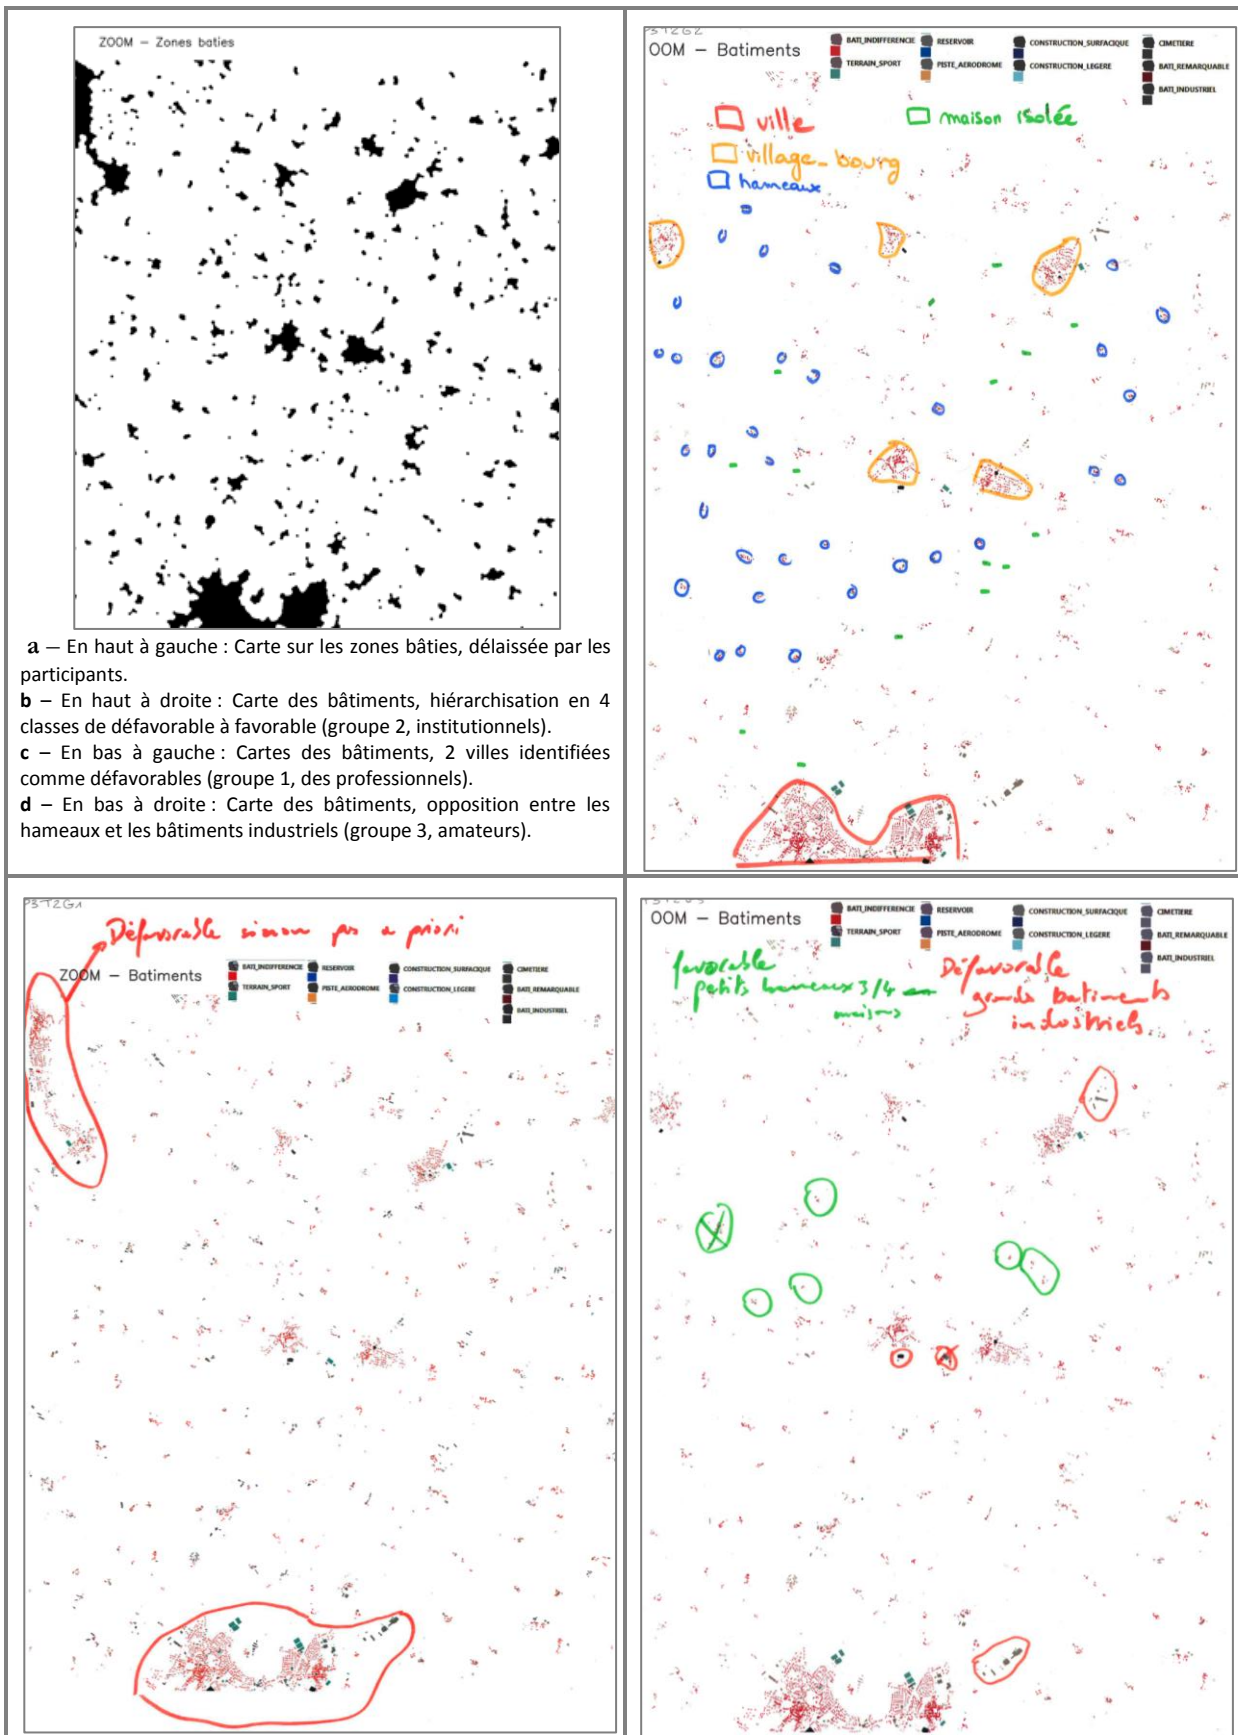 ZOOM – Zones baties
a – En haut à gauche : Carte sur les zones bâties, délaissée par les
participants.
b – En haut à droite : Carte des bâtiments, hiérarchisation en 4
classes de défavorable à favorable (groupe 2, institutionnels).
c – En bas à gauche : Cartes des bâtiments, 2 villes identifiées
comme défavorables (groupe 1, des professionnels).
d – En bas à droite : Carte des bâtiments, opposition entre les
hameaux et les bâtiments industriels (groupe 3, amateurs).
P3T2G2
OOM – Batiments
BATI_INDIFFERENCIE RESERVOIR CONSTRUCTION_SURFACIQUE CIMETIERE
TERRAIN_SPORT PISTE_AERODROME CONSTRUCTION_LEGERE BATI_REMARQUABLE
BATI_INDUSTRIEL
ville maison isolée
village_bourg
hameaux
P3T2G1
Défavorable sinon pas a priori
ZOOM – Batiments
BATI_INDIFFERENCIE RESERVOIR CONSTRUCTION_SURFACIQUE CIMETIERE
TERRAIN_SPORT PISTE_AERODROME CONSTRUCTION_LEGERE BATI_REMARQUABLE
BATI_INDUSTRIEL
OOM – Batiments
BATI_INDIFFERENCIE RESERVOIR CONSTRUCTION_SURFACIQUE CIMETIERE
TERRAIN_SPORT PISTE_AERODROME CONSTRUCTION_LEGERE BATI_REMARQUABLE
BATI_INDUSTRIEL
favorable
petits hameaux 3/4
maisons
Défavorable
grands batiments
industriels